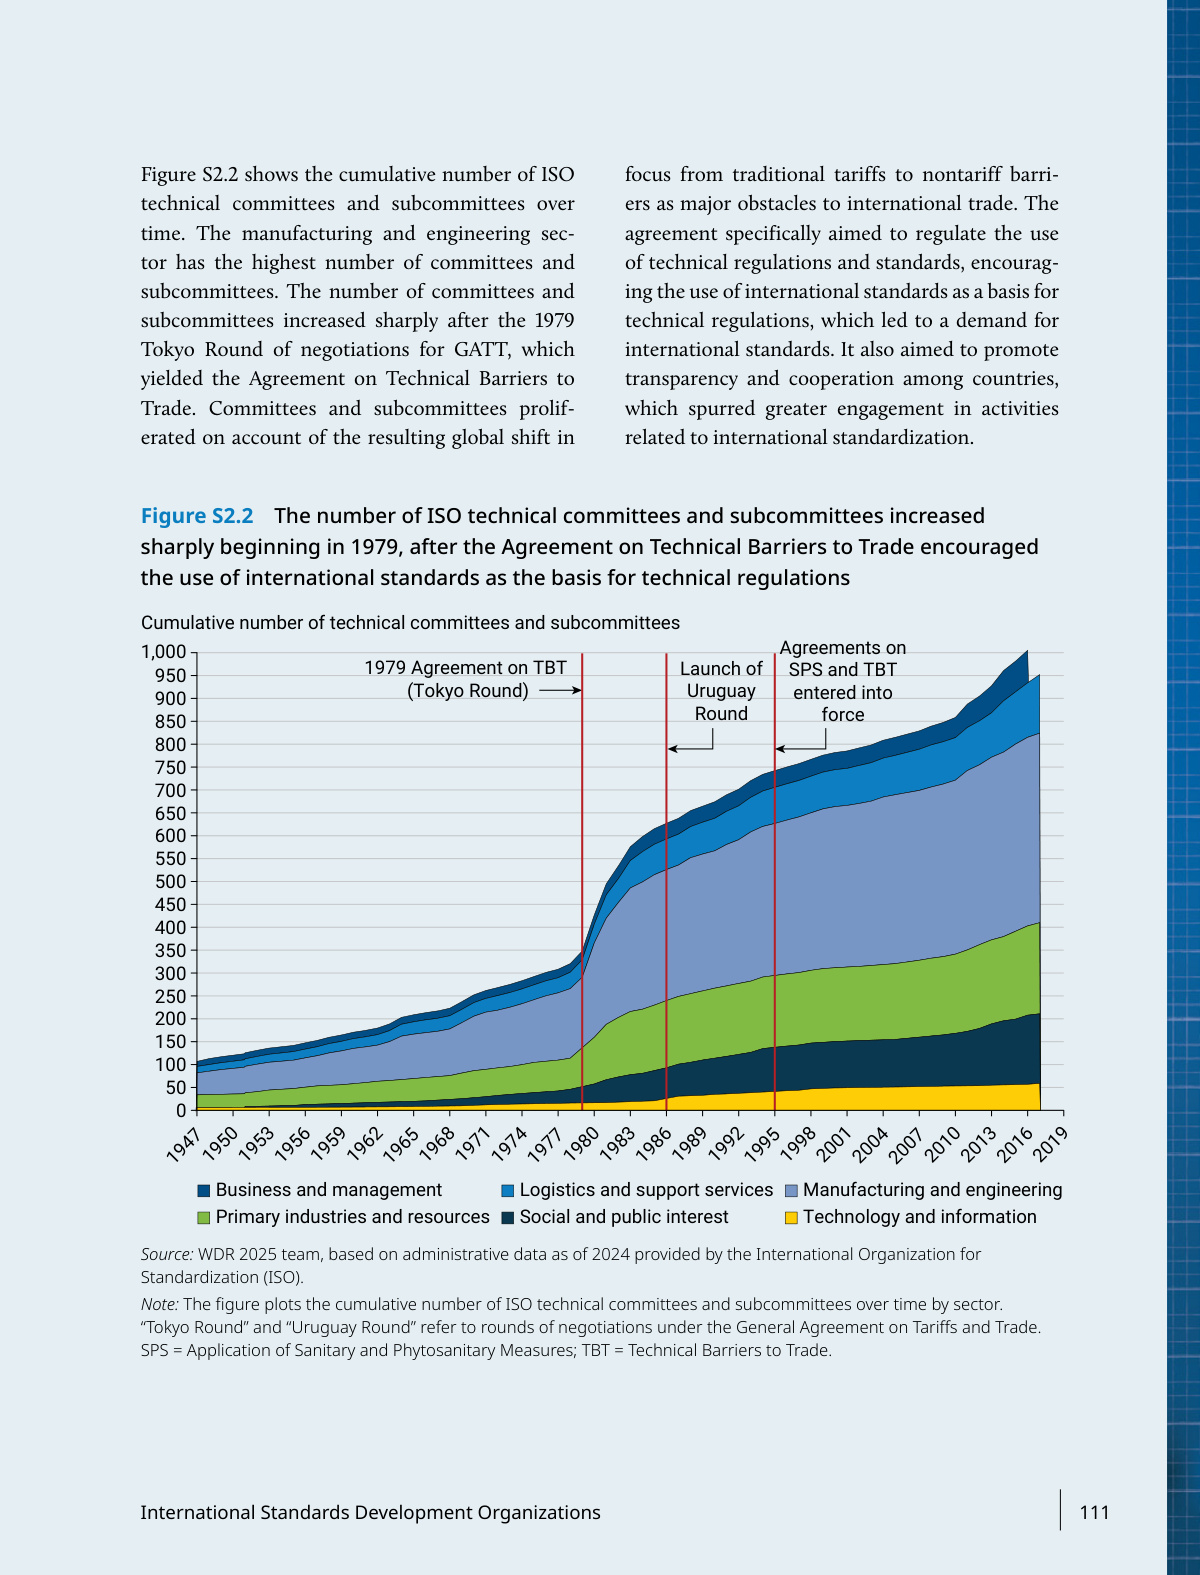 Figure S2.2 shows the cumulative number of ISO
technical committees and subcommittees over
time. The manufacturing and engineering sec-
tor has the highest number of committees and
subcommittees. The number of committees and
subcommittees increased sharply after the 1979
Tokyo Round of negotiations for GATT, which
yielded the Agreement on Technical Barriers to
Trade. Committees and subcommittees prolif-
erated on account of the resulting global shift in
focus from traditional tariffs to nontariff barri-
ers as major obstacles to international trade. The
agreement specifically aimed to regulate the use
of technical regulations and standards, encourag-
ing the use of international standards as a basis for
technical regulations, which led to a demand for
international standards. It also aimed to promote
transparency and cooperation among countries,
which spurred greater engagement in activities
related to international standardization.
Figure S2.2 The number of ISO technical committees and subcommittees increased
sharply beginning in 1979, after the Agreement on Technical Barriers to Trade encouraged
the use of international standards as the basis for technical regulations
Cumulative number of technical committees and subcommittees
1,000
950
900
850
800
750
700
650
600
550
500
450
400
350
300
250
200
150
100
50
0
1979 Agreement on TBT
(Tokyo Round)
Launch of
Uruguay
Round
Agreements on
SPS and TBT
entered into
force
1947
1950
1953
1956
1959
1962
1965
1968
1971
1974
1977
1980
1983
1986
1989
1992
1995
1998
2001
2004
2007
2010
2013
2016
2019
Business and management
Logistics and support services
Manufacturing and engineering
Primary industries and resources
Social and public interest
Technology and information
Source: WDR 2025 team, based on administrative data as of 2024 provided by the International Organization for
Standardization (ISO).
Note: The figure plots the cumulative number of ISO technical committees and subcommittees over time by sector.
“Tokyo Round” and “Uruguay Round” refer to rounds of negotiations under the General Agreement on Tariffs and Trade.
SPS = Application of Sanitary and Phytosanitary Measures; TBT = Technical Barriers to Trade.
International Standards Development Organizations
111